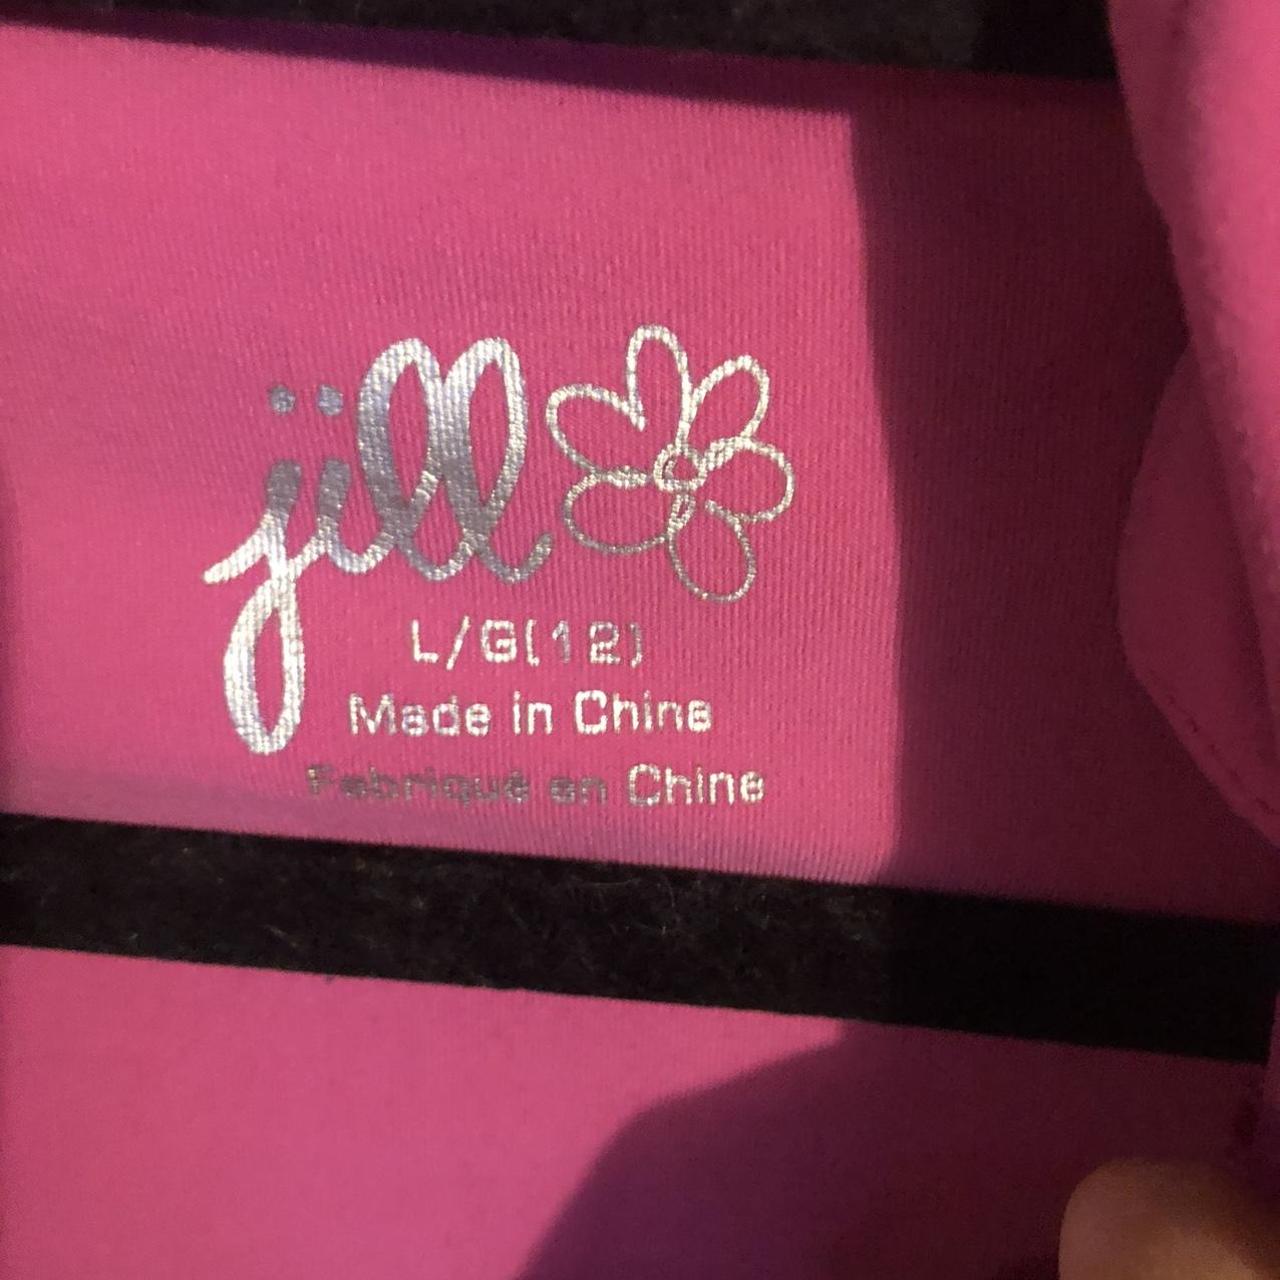 jill
L/G(12)
Made in China
Fabriqué en Chine